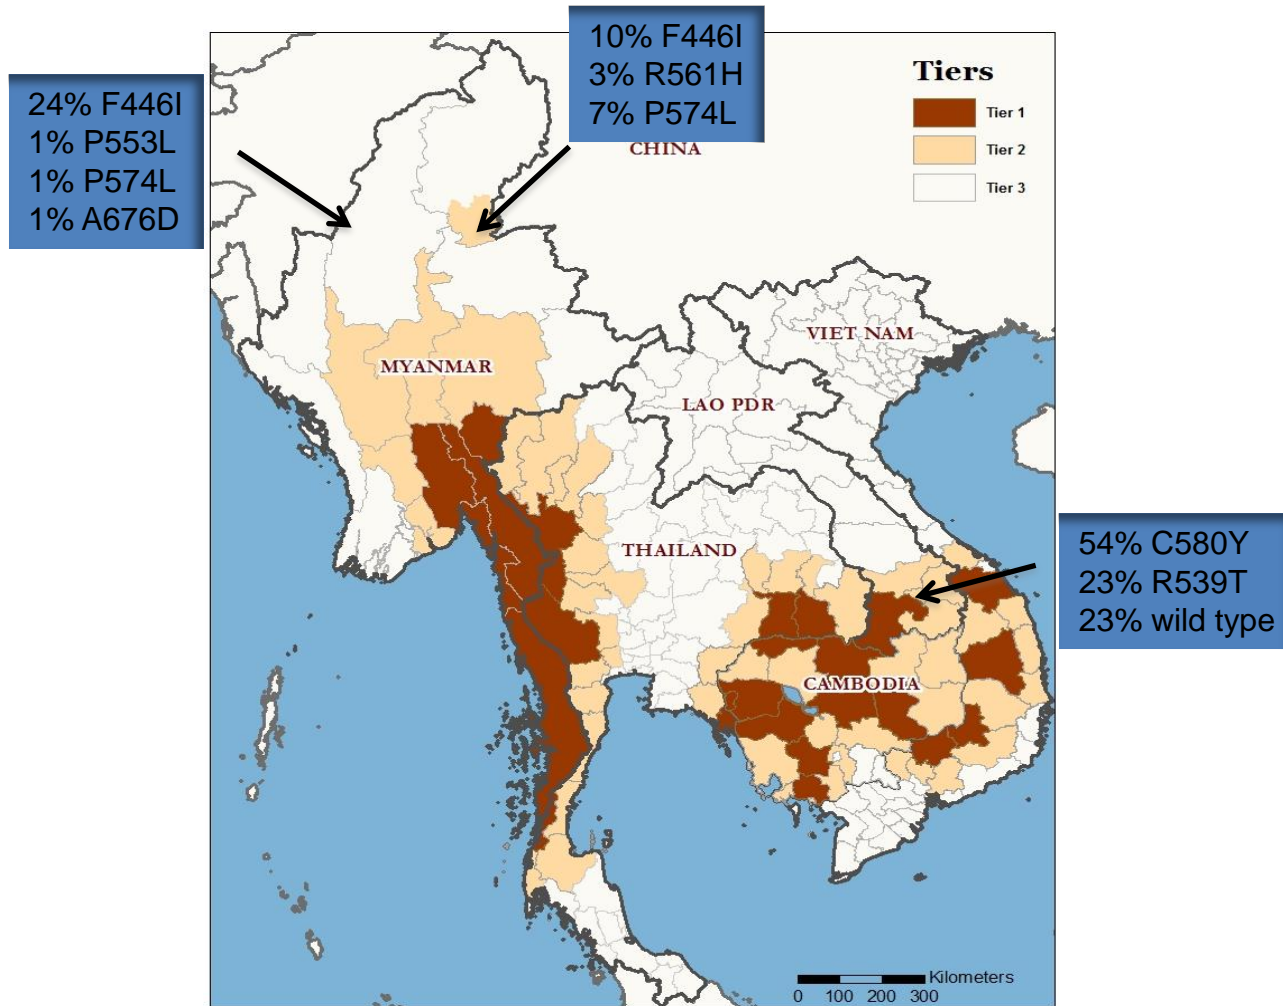 10% F446I
3% R561H
7% P574L
24% F446I
1% P553L
1% P574L
1% A676D
Tiers
Tier 1
Tier 2
Tier 3
CHINA
VIET NAM
MYANMAR
LAO PDR
THAILAND
54% C580Y
23% R539T
23% wild type
CAMBODIA
Kilometers
0 100 200 300